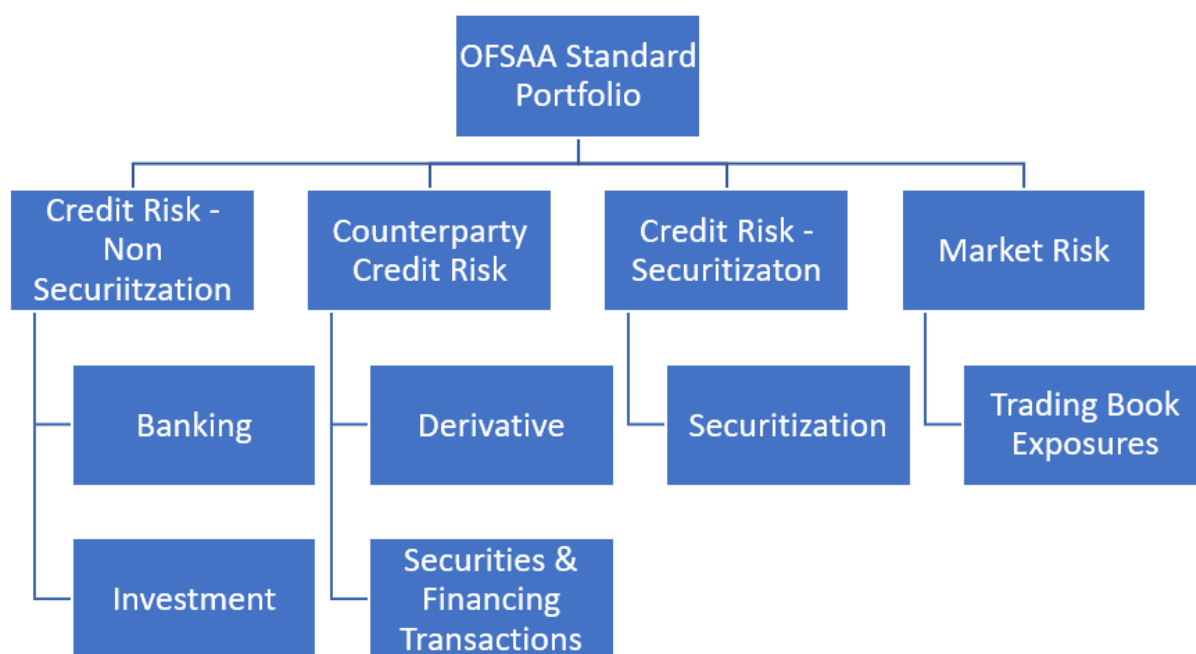 OFSAA Standard
Portfolio
Credit Risk -
Non
Securiitzation
Counterparty
Credit Risk
Credit Risk -
Securitizaton
Market Risk
Banking
Derivative
Securitization
Trading Book
Exposures
Investment
Securities &
Financing
Transactions